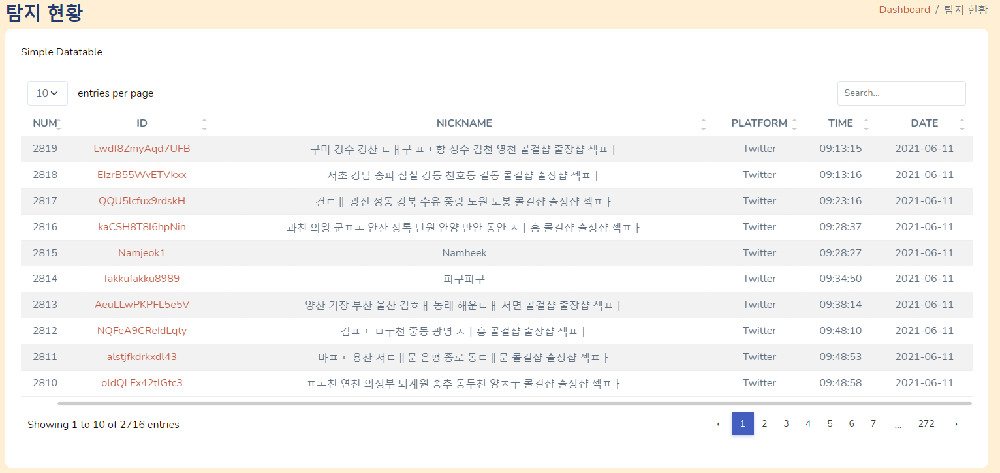 탐지 현황
Dashboard / 탐지 현황
Simple Datatable
10 entries per page Search...
NUM ID NICKNAME PLATFORM TIME DATE
2819 Lwdf8ZmyAqd7UFB 구미 경주 경산 ㄷㅐ구 ㅍㅗ항 성주 김천 영천 콜걸샵 출장샵 섹ㅍㅏ Twitter 09:13:15 2021-06-11
2818 EIzrB55WvETVkxx 서초 강남 송파 잠실 강동 천호동 길동 콜걸샵 출장샵 섹ㅍㅏ Twitter 09:13:16 2021-06-11
2817 QQU5lcfux9rdskH 건ㄷㅐ 광진 성동 강북 수유 중랑 노원 도봉 콜걸샵 출장샵 섹ㅍㅏ Twitter 09:23:16 2021-06-11
2816 kaCSH8T8I6hpNin 과천 의왕 군ㅍㅗ 안산 상록 단원 안양 만안 동안 ㅅㅣ흥 콜걸샵 출장샵 섹ㅍㅏ Twitter 09:28:37 2021-06-11
2815 Namjeok1 Namheek Twitter 09:28:27 2021-06-11
2814 fakkufakku8989 파쿠파쿠 Twitter 09:34:50 2021-06-11
2813 AeuLLwPKPFL5e5V 양산 기장 부산 울산 김ㅎㅐ 동래 해운ㄷㅐ 서면 콜걸샵 출장샵 섹ㅍㅏ Twitter 09:38:14 2021-06-11
2812 NQFeA9CReIdLqty 김ㅍㅗ ㅂㅜ천 중동 광명 ㅅㅣ흥 콜걸샵 출장샵 섹ㅍㅏ Twitter 09:48:10 2021-06-11
2811 alstjfkdrkxdl43 마ㅍㅗ 용산 서ㄷㅐ문 은평 종로 동ㄷㅐ문 콜걸샵 출장샵 섹ㅍㅏ Twitter 09:48:53 2021-06-11
2810 oldQLFx42tlGtc3 ㅍㅗ천 연천 의정부 퇴계원 송추 동두천 양ㅈㅜ 콜걸샵 출장샵 섹ㅍㅏ Twitter 09:48:58 2021-06-11
Showing 1 to 10 of 2716 entries ‹ 1 2 3 4 5 6 7 ... 272 ›